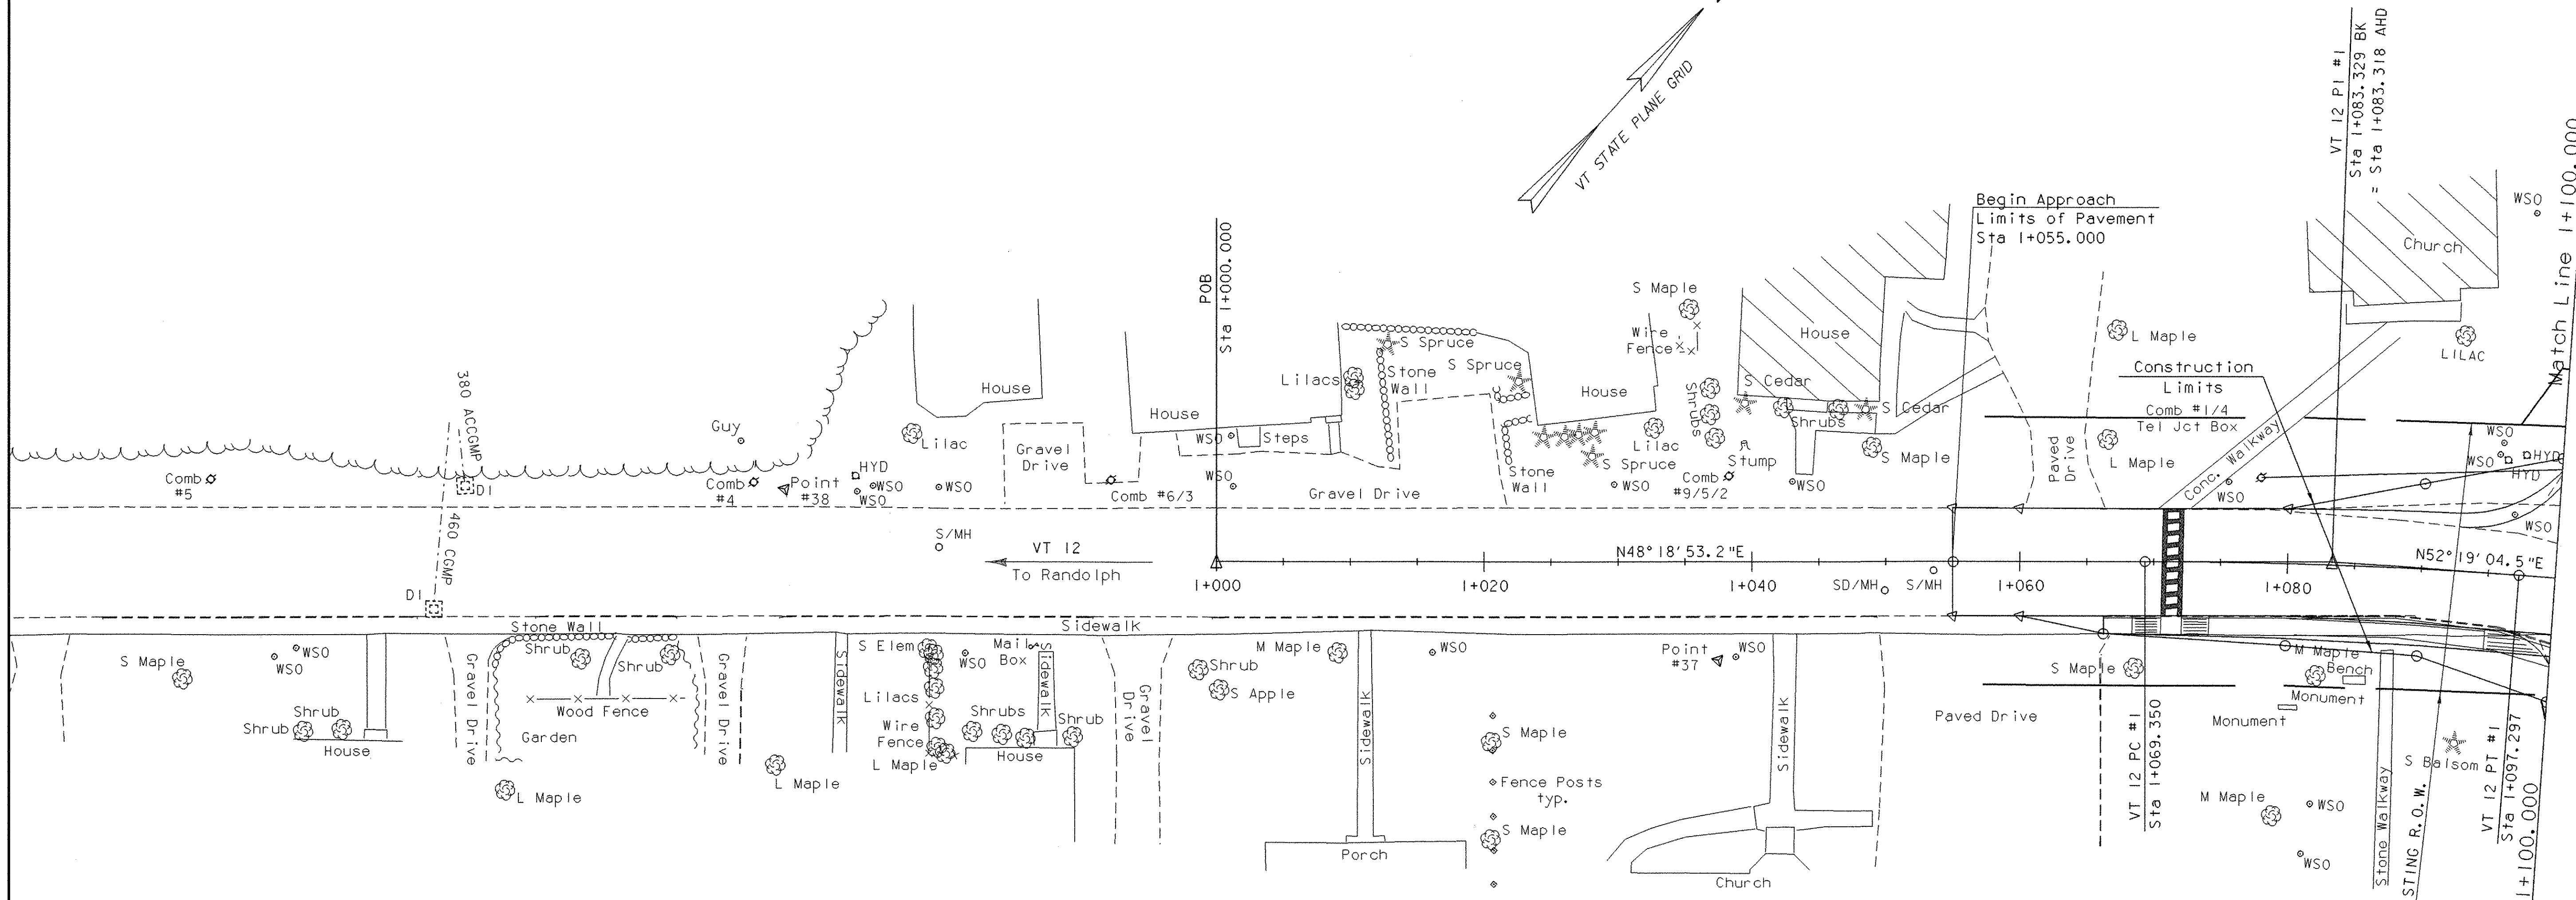 VT STATE PLANE GRID
VT 12 PI #1
Sta 1+083.329 BK
= Sta 1+083.318 AHD
Match Line 1+100.000
Begin Approach
Limits of Pavement
Sta 1+055.000
POB
Sta 1+000.000
WSO
Church
S Maple
Wire
Fence
House
L Maple
LILAC
Construction
Limits
Comb #1/4
Tel Jct Box
S Spruce
S Spruce
Stone
Wall
Lilacs
House
House
House
Shrubs
S Cedar
S Cedar
Shrubs
380 ACCGMP
Guy
Lilac
Gravel
Drive
WSO
Steps
Lilac
Stump
S Maple
Paved
Drive
L Maple
Conc. Walkway
WSO
WSO
HYD
HYD
Comb
#5
DI
Comb
#4
Point
#38
HYD
WSO
WSO
WSO
Comb #6/3
WSO
Gravel Drive
Stone
Wall
S Spruce
WSO
Comb
#9/5/2
WSO
WSO
WSO
460 CGMP
S/MH
VT 12
To Randolph
N48°18'53.2"E
N52°19'04.5"E
1+000
1+020
1+040
SD/MH
S/MH
1+060
1+080
DI
Stone Wall
Sidewalk
S Maple
WSO
WSO
Gravel Drive
Shrub
Shrub
Wood Fence
Garden
Gravel Drive
Sidewalk
S Elem
WSO
Mail
Box
Sidewalk
Lilacs
Wire
Fence
L Maple
Shrubs
Shrub
House
Shrub
Shrub
House
L Maple
L Maple
Gravel
Drive
Shrub
S Apple
M Maple
WSO
Sidewalk
Porch
S Maple
Fence Posts
typ.
S Maple
Point
#37
WSO
Sidewalk
Church
Paved Drive
S Maple
M Maple
Bench
Monument
Monument
VT 12 PC #1
Sta 1+069.350
M Maple
WSO
WSO
Stone Walkway
STING R.O.W.
S Balsom
VT 12 PT #1
Sta 1+097.297
1+100.000